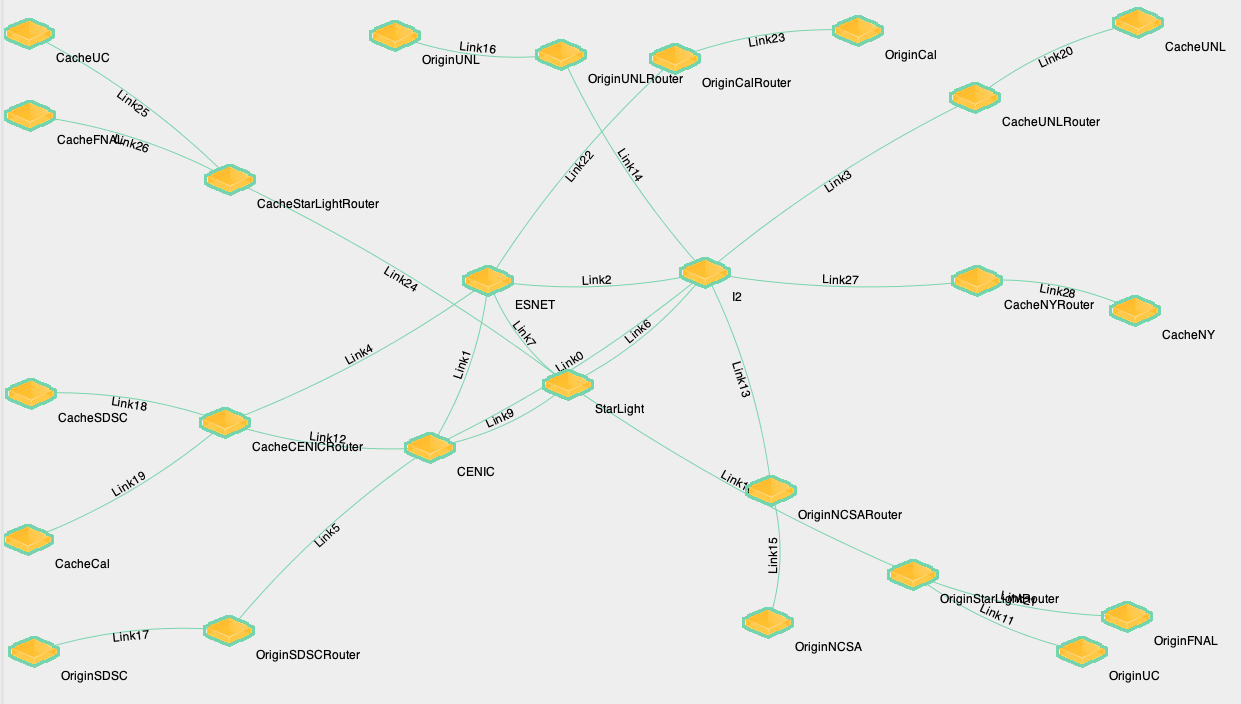 CacheUC
OriginUNL
Link16
OriginUNLRouter
Link23
OriginCalRouter
OriginCal
CacheUNL
Link20
CacheUNLRouter
Link25
CacheFNAL
Link26
CacheStarLightRouter
Link22
Link14
Link3
Link24
ESNET
Link2
I2
Link27
CacheNYRouter
Link28
CacheNY
Link7
Link6
Link4
Link1
Link0
Link13
StarLight
CacheSDSC
Link18
CacheCENICRouter
Link12
Link9
CENIC
Link19
CacheCal
Link5
OriginNCSARouter
Link15
OriginNCSA
OriginStarLightRouter
Link11
OriginFNAL
OriginUC
Link17
OriginSDSCRouter
OriginSDSC